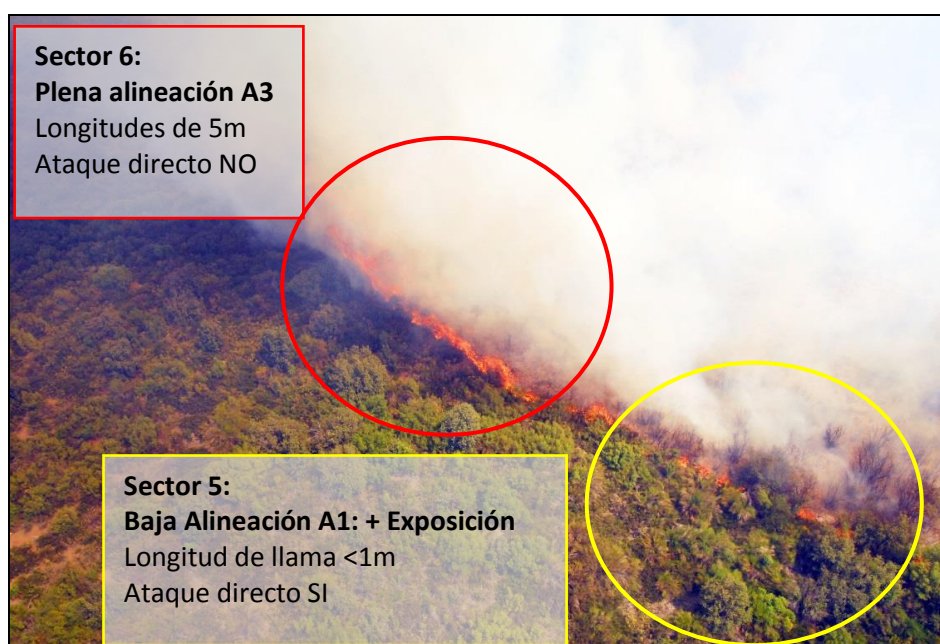 Sector 6:
Plena alineación A3
Longitudes de 5m
Ataque directo NO
Sector 5:
Baja Alineación A1: + Exposición
Longitud de llama <1m
Ataque directo SI